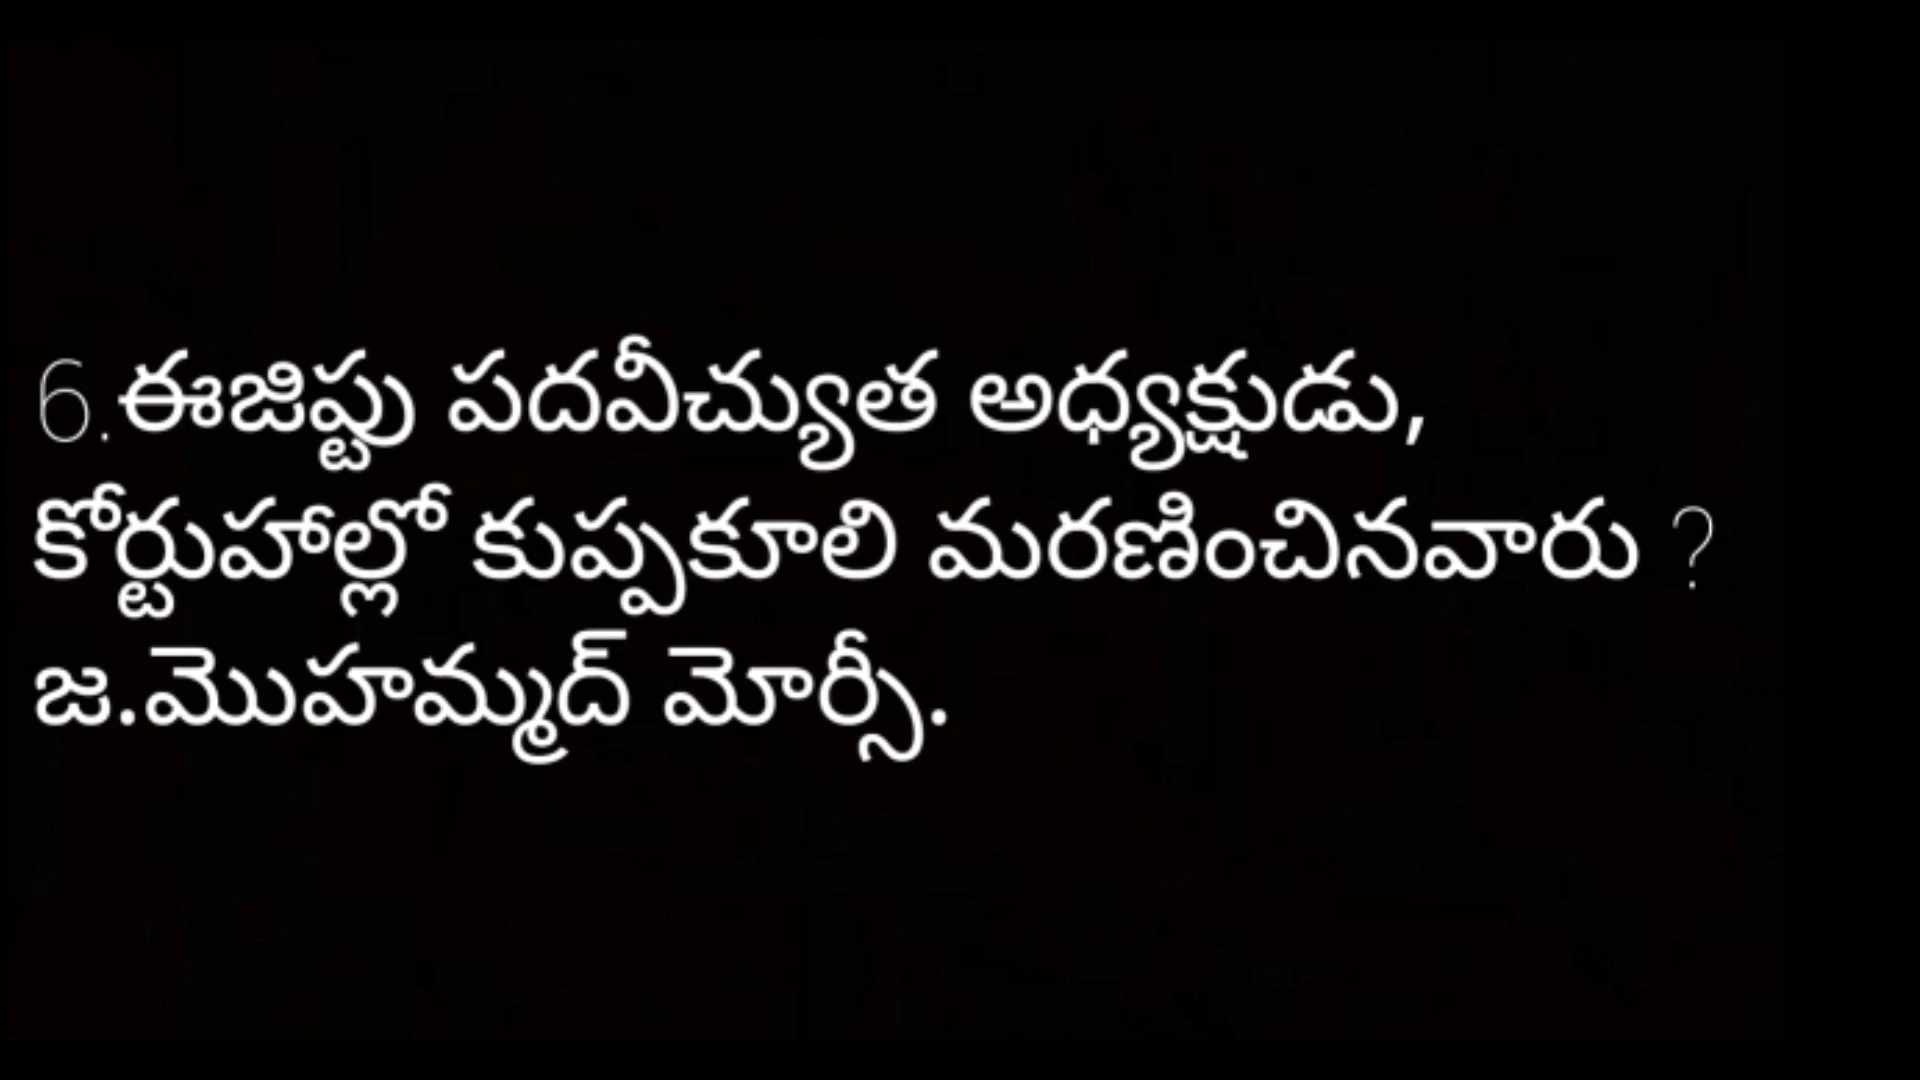 6.ఈజిప్టు పదవీచ్యుత అధ్యక్షుడు,
కోర్టుహాల్లో కుప్పకూలి మరణించినవారు ?
జ.మొహమ్మద్ మోర్సీ.